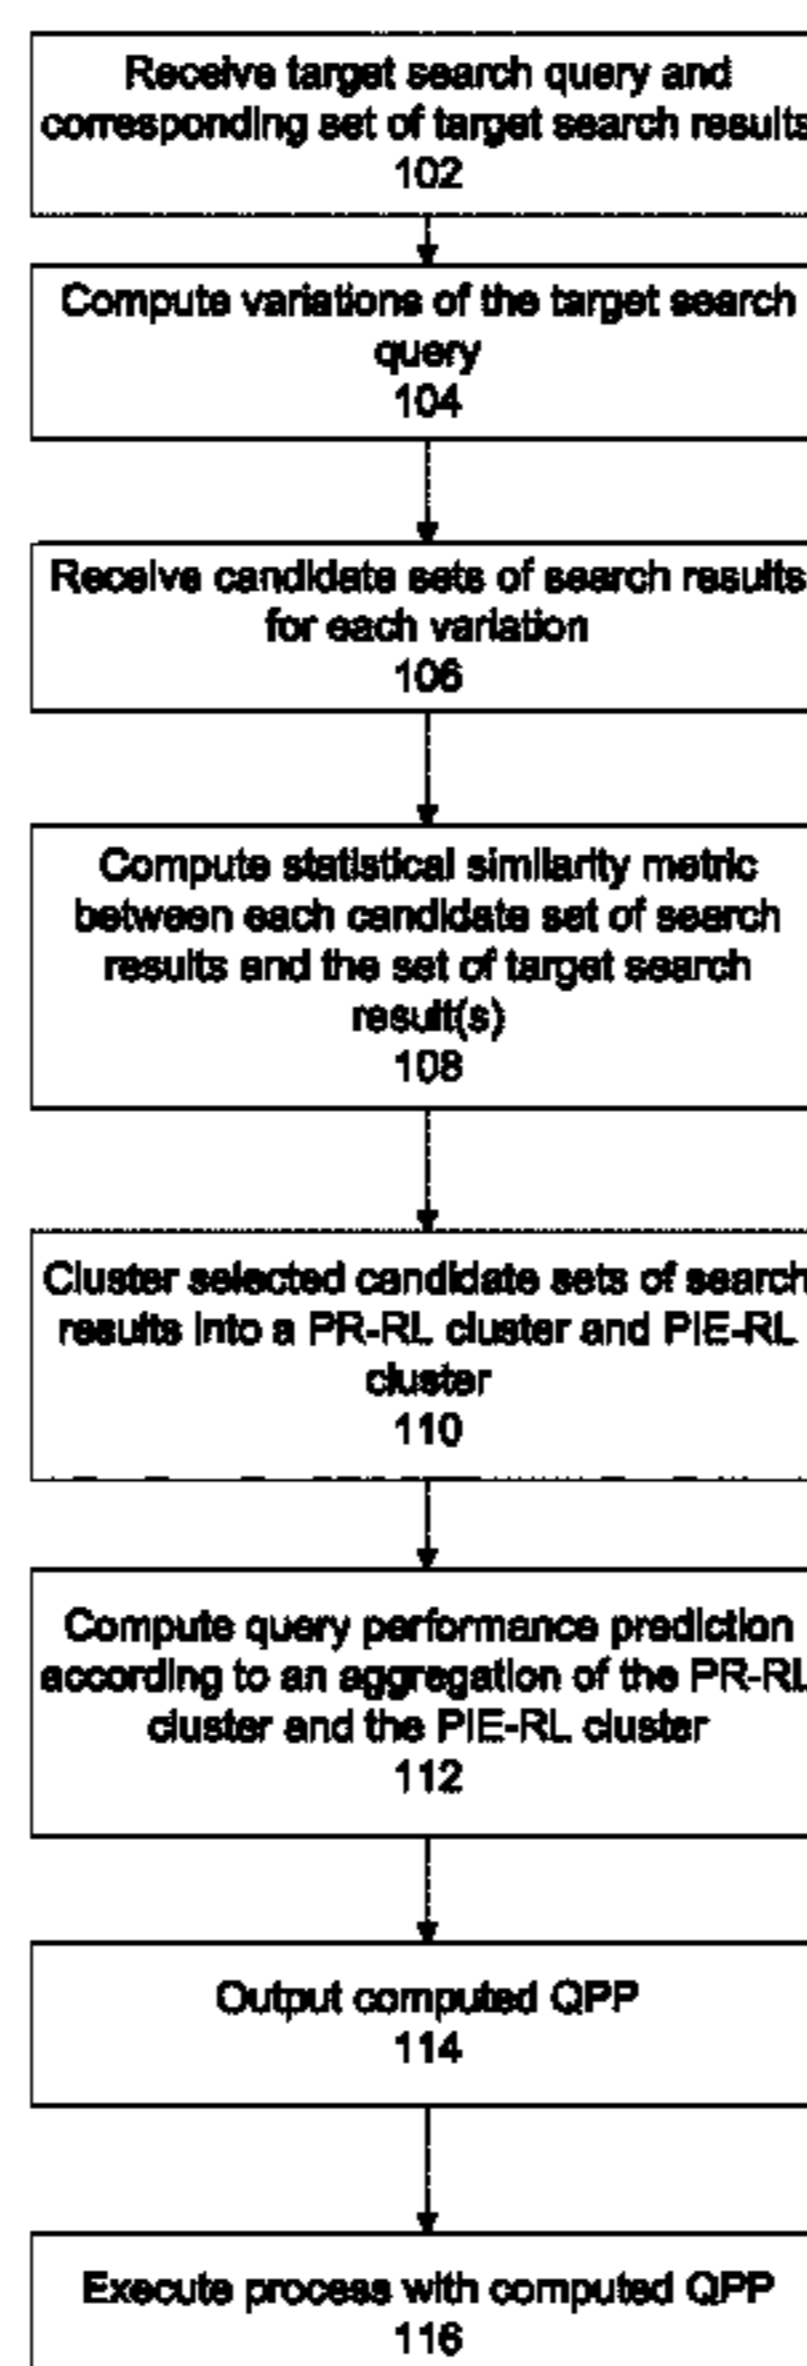 Receive target search query and
corresponding set of target search results
102
Compute variations of the target search
query
104
Receive candidate sets of search results
for each variation
106
Compute statistical similarity metric
between each candidate set of search
results and the set of target search
result(s)
108
Cluster selected candidate sets of search
results into a PR-RL cluster and PIE-RL
cluster
110
Compute query performance prediction
according to an aggregation of the PR-RL
cluster and the PIE-RL cluster
112
Output computed QPP
114
Execute process with computed QPP
116